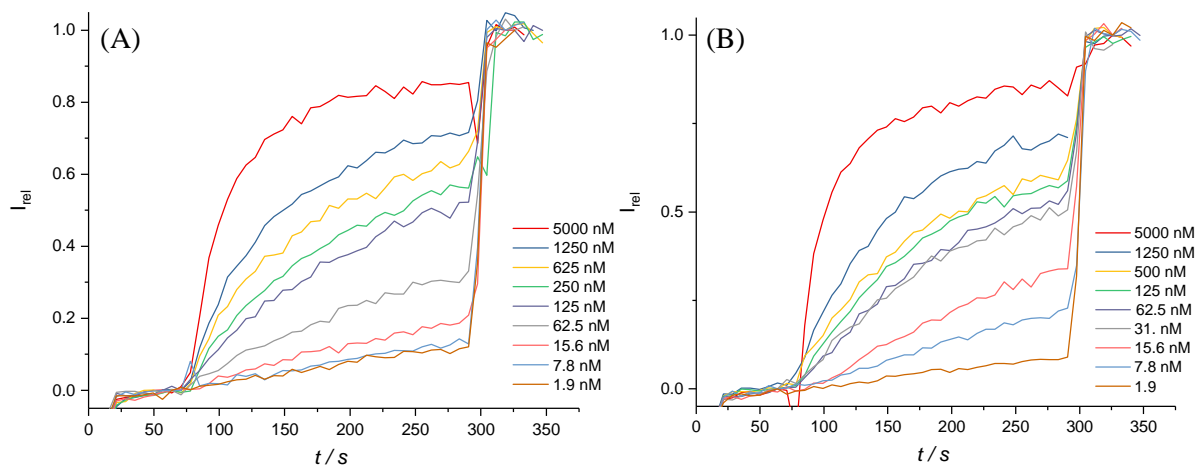 (A)
1.0
0.8
0.6
0.4
0.2
0.0
I_rel
5000 nM
1250 nM
625 nM
250 nM
125 nM
62.5 nM
15.6 nM
7.8 nM
1.9 nM
0 50 100 150 200 250 300 350
t / s
(B)
1.0
0.5
0.0
I_rel
5000 nM
1250 nM
500 nM
125 nM
62.5 nM
31. nM
15.6 nM
7.8 nM
1.9
0 50 100 150 200 250 300 350
t / s